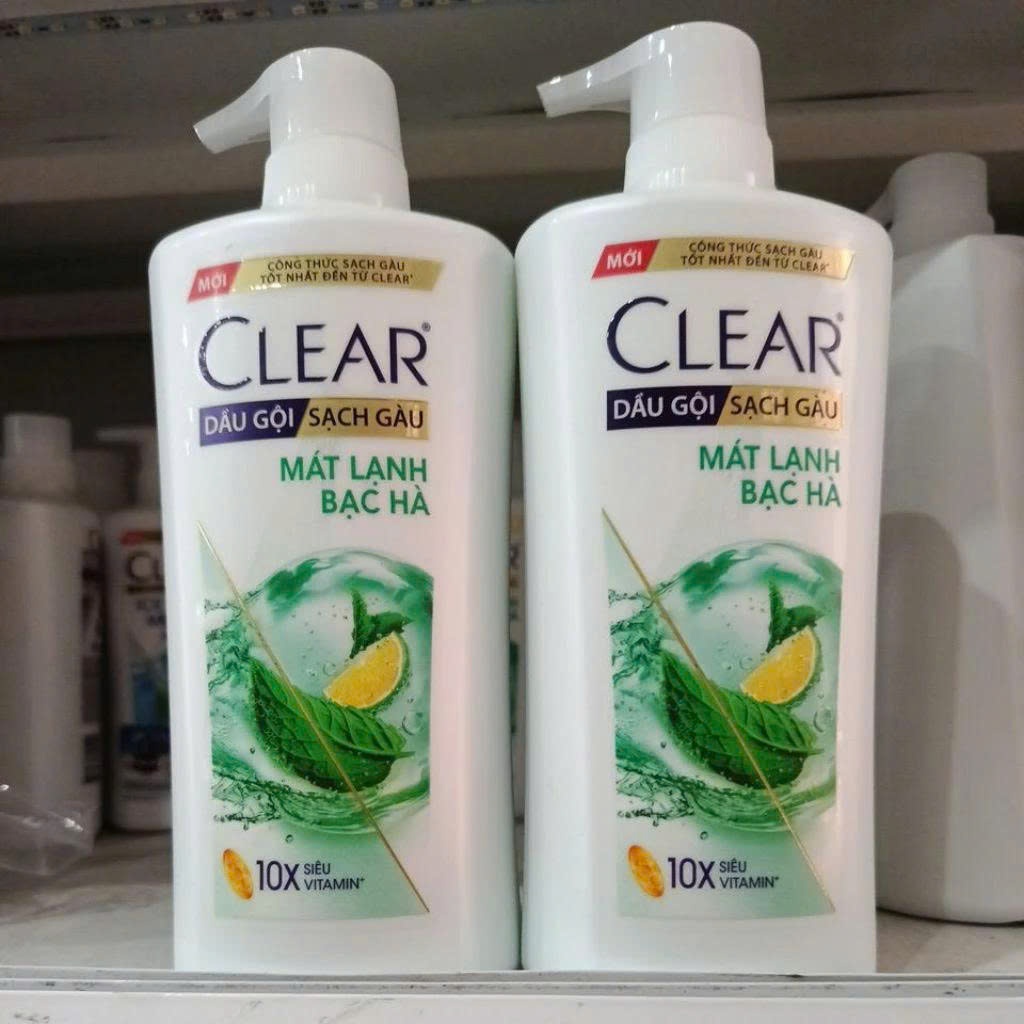 MỚI
CÔNG THỨC SẠCH GÀU
TỐT NHẤT ĐẾN TỪ CLEAR*
CLEAR®
DẦU GỘI SẠCH GÀU
MÁT LẠNH
BẠC HÀ
10X SIÊU
VITAMIN*
MỚI
CÔNG THỨC SẠCH GÀU
TỐT NHẤT ĐẾN TỪ CLEAR*
CLEAR®
DẦU GỘI SẠCH GÀU
MÁT LẠNH
BẠC HÀ
10X SIÊU
VITAMIN*